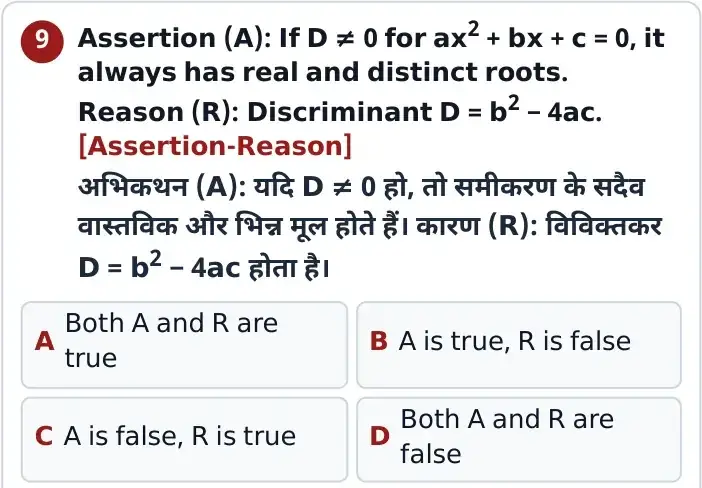 9 Assertion (A): If D ≠ 0 for ax² + bx + c = 0, it
always has real and distinct roots.
Reason (R): Discriminant D = b² – 4ac.
[Assertion-Reason]
अभिकथन (A): यदि D ≠ 0 हो, तो समीकरण के सदैव
वास्तविक और भिन्न मूल होते हैं। कारण (R): विविक्तकर
D = b² – 4ac होता है।
A Both A and R are
true
B A is true, R is false
C A is false, R is true
D Both A and R are
false